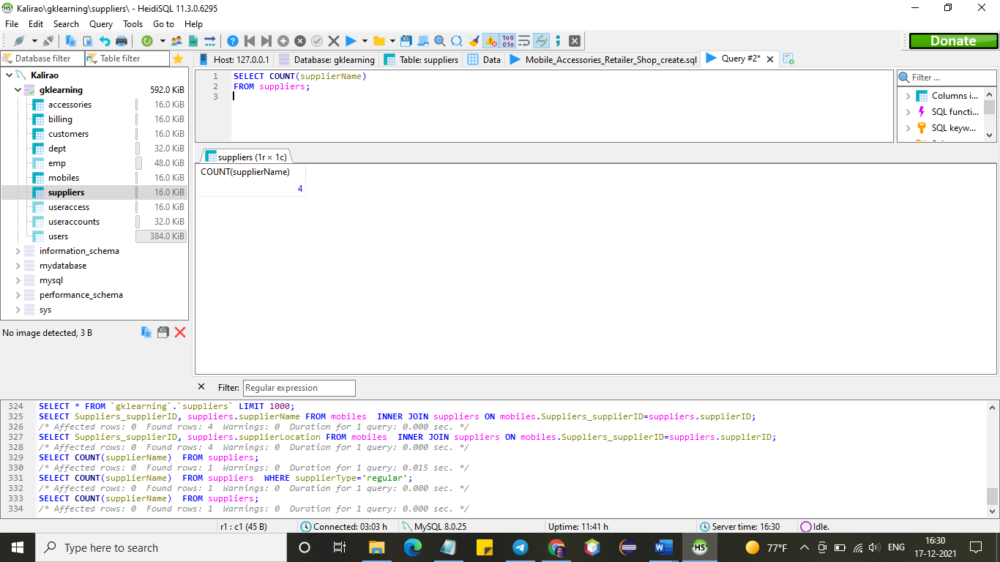 Kalirao\gklearning\suppliers\ - HeidiSQL 11.3.0.6295
File Edit Search Query Tools Go to Help
Donate
Database filter
Table filter
Host: 127.0.0.1
Database: gklearning
Table: suppliers
Data
Mobile_Accessories_Retailer_Shop_create.sql
Query #2*
Kalirao
gklearning 592.0 KiB
accessories 16.0 KiB
billing 16.0 KiB
customers 16.0 KiB
dept 32.0 KiB
emp 48.0 KiB
mobiles 16.0 KiB
suppliers 16.0 KiB
useraccess 16.0 KiB
useraccounts 32.0 KiB
users 384.0 KiB
information_schema
mydatabase
mysql
performance_schema
sys
No image detected, 3 B
1 SELECT COUNT(supplierName)
2 FROM suppliers;
3
Filter ...
Columns i...
SQL functi...
SQL keyw...
suppliers (1r × 1c)
COUNT(supplierName)
4
Filter: Regular expression
324 SELECT * FROM `gklearning`.`suppliers` LIMIT 1000;
325 SELECT Suppliers_supplierID, suppliers.supplierName FROM mobiles  INNER JOIN suppliers ON mobiles.Suppliers_supplierID=suppliers.supplierID;
326 /* Affected rows: 0  Found rows: 4  Warnings: 0  Duration for 1 query: 0.000 sec. */
327 SELECT Suppliers_supplierID, suppliers.supplierLocation FROM mobiles  INNER JOIN suppliers ON mobiles.Suppliers_supplierID=suppliers.supplierID;
328 /* Affected rows: 0  Found rows: 4  Warnings: 0  Duration for 1 query: 0.000 sec. */
329 SELECT COUNT(supplierName)  FROM suppliers;
330 /* Affected rows: 0  Found rows: 1  Warnings: 0  Duration for 1 query: 0.015 sec. */
331 SELECT COUNT(supplierName)  FROM suppliers  WHERE supplierType='regular';
332 /* Affected rows: 0  Found rows: 1  Warnings: 0  Duration for 1 query: 0.000 sec. */
333 SELECT COUNT(supplierName)  FROM suppliers;
334 /* Affected rows: 0  Found rows: 1  Warnings: 0  Duration for 1 query: 0.000 sec. */
r1 : c1 (45 B)
Connected: 03:03 h
MySQL 8.0.25
Uptime: 11:41 h
Server time: 16:30
Idle.
Type here to search
77°F
ENG
16:30
17-12-2021